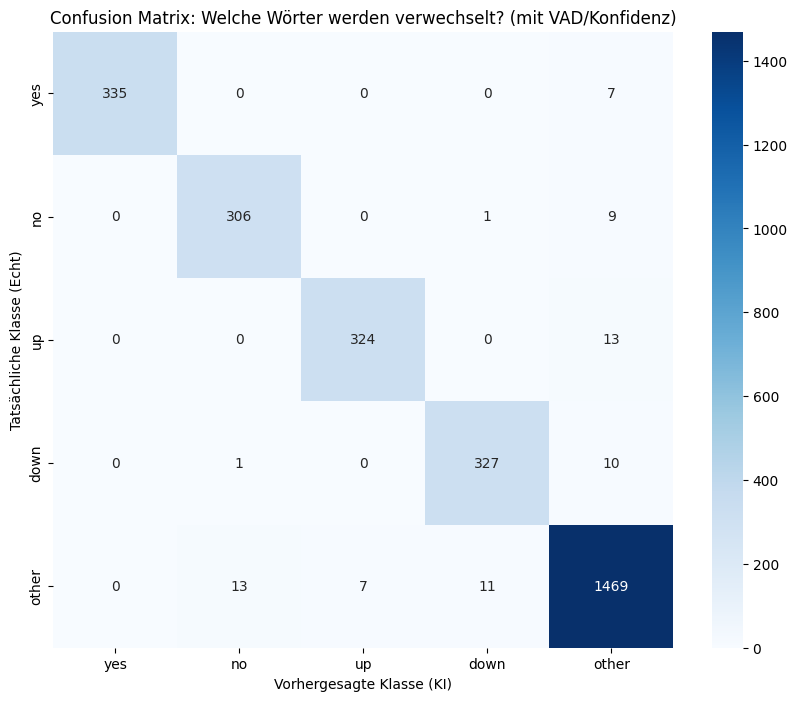 Confusion Matrix: Welche Wörter werden verwechselt? (mit VAD/Konfidenz)
Tatsächliche Klasse (Echt)
yes 335 0 0 0 7
no 0 306 0 1 9
up 0 0 324 0 13
down 0 1 0 327 10
other 0 13 7 11 1469
yes no up down other
Vorhergesagte Klasse (KI)
1400
1200
1000
800
600
400
200
0